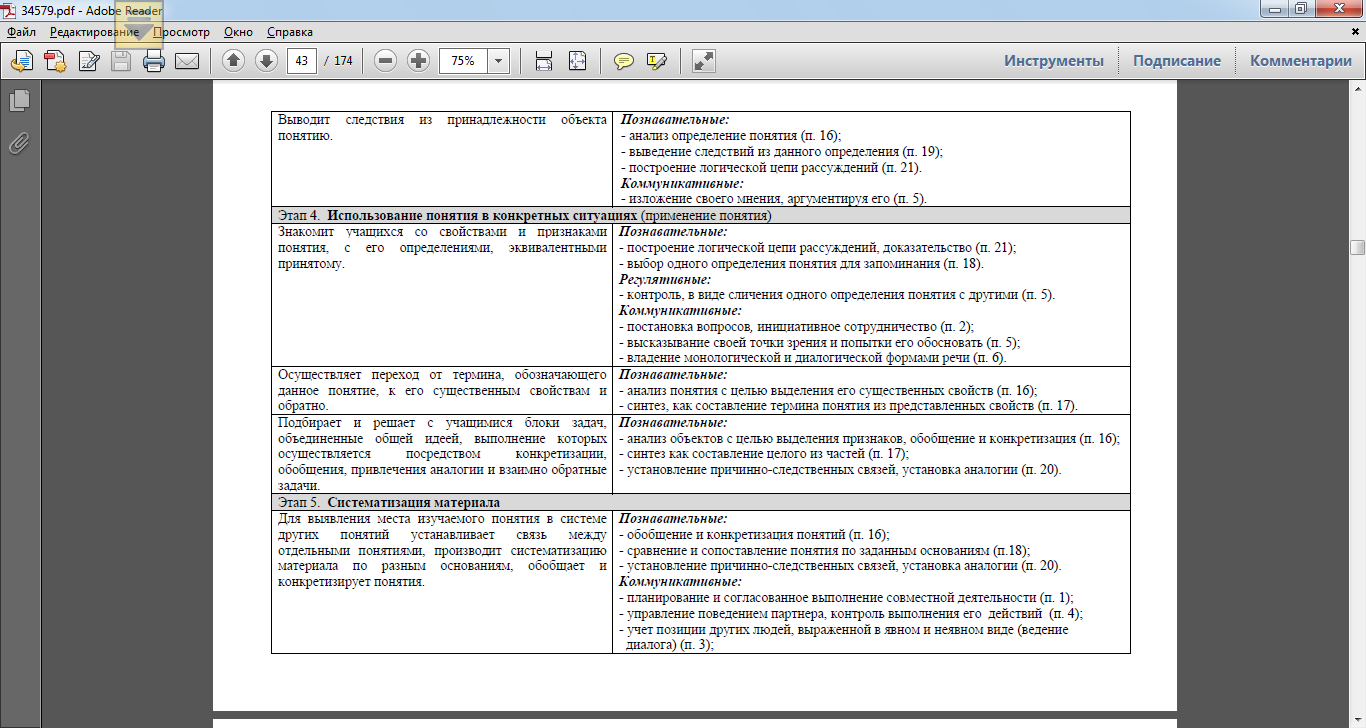 34579.pdf - Adobe Reader
Файл Редактирование Просмотр Окно Справка
43 / 174 75% Инструменты Подписание Комментарии
Выводит следствия из принадлежности объекта
понятию.
Познавательные:
- анализ определение понятия (п. 16);
- выведение следствий из данного определения (п. 19);
- построение логической цепи рассуждений (п. 21).
Коммуникативные:
- изложение своего мнения, аргументируя его (п. 5).
Этап 4. Использование понятия в конкретных ситуациях (применение понятия)
Знакомит учащихся со свойствами и признаками
понятия, с его определениями, эквивалентными
принятому.
Познавательные:
- построение логической цепи рассуждений, доказательство (п. 21);
- выбор одного определения понятия для запоминания (п. 18).
Регулятивные:
- контроль, в виде сличения одного определения понятия с другими (п. 5).
Коммуникативные:
- постановка вопросов, инициативное сотрудничество (п. 2);
- высказывание своей точки зрения и попытки его обосновать (п. 5);
- владение монологической и диалогической формами речи (п. 6).
Осуществляет переход от термина, обозначающего
данное понятие, к его существенным свойствам и
обратно.
Познавательные:
- анализ понятия с целью выделения его существенных свойств (п. 16);
- синтез, как составление термина понятия из представленных свойств (п. 17).
Подбирает и решает с учащимися блоки задач,
объединенные общей идеей, выполнение которых
осуществляется посредством конкретизации,
обобщения, привлечения аналогии и взаимно обратные
задачи.
Познавательные:
- анализ объектов с целью выделения признаков, обобщение и конкретизация (п. 16);
- синтез как составление целого из частей (п. 17);
- установление причинно-следственных связей, установка аналогии (п. 20).
Этап 5. Систематизация материала
Для выявления места изучаемого понятия в системе
других понятий устанавливает связь между
отдельными понятиями, производит систематизацию
материала по разным основаниям, обобщает и
конкретизирует понятия.
Познавательные:
- обобщение и конкретизация понятий (п. 16);
- сравнение и сопоставление понятия по заданным основаниям (п.18);
- установление причинно-следственных связей, установка аналогии (п. 20).
Коммуникативные:
- планирование и согласованное выполнение совместной деятельности (п. 1);
- управление поведением партнера, контроль выполнения его действий (п. 4);
- учет позиции других людей, выраженной в явном и неявном виде (ведение
диалога) (п. 3);